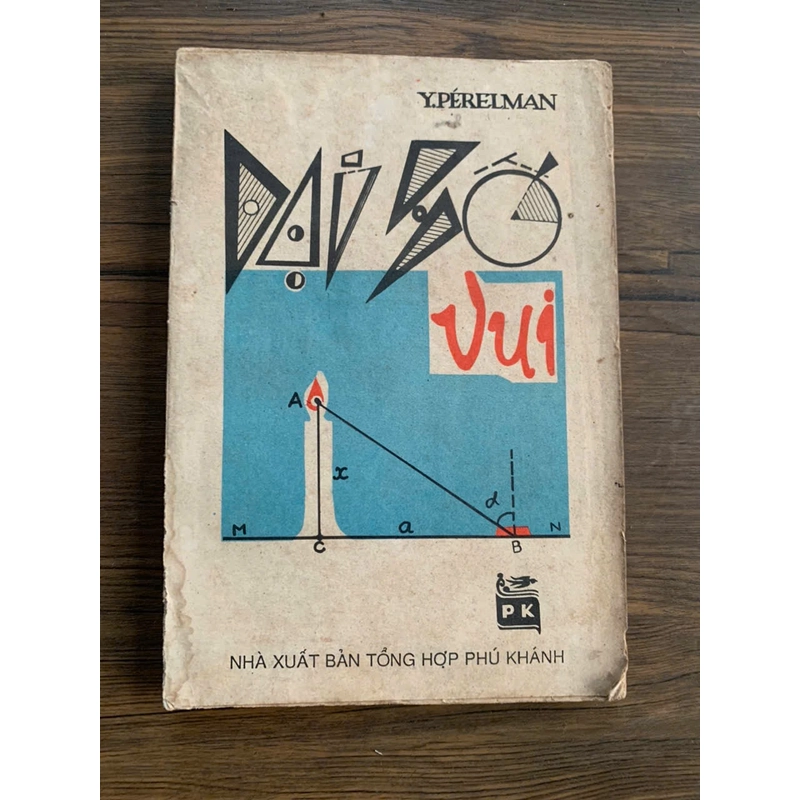 Y.PÉRELMAN
ĐẠI SỐ
Vui
A
x
α
M a N
C B
PK
NHÀ XUẤT BẢN TỔNG HỢP PHÚ KHÁNH